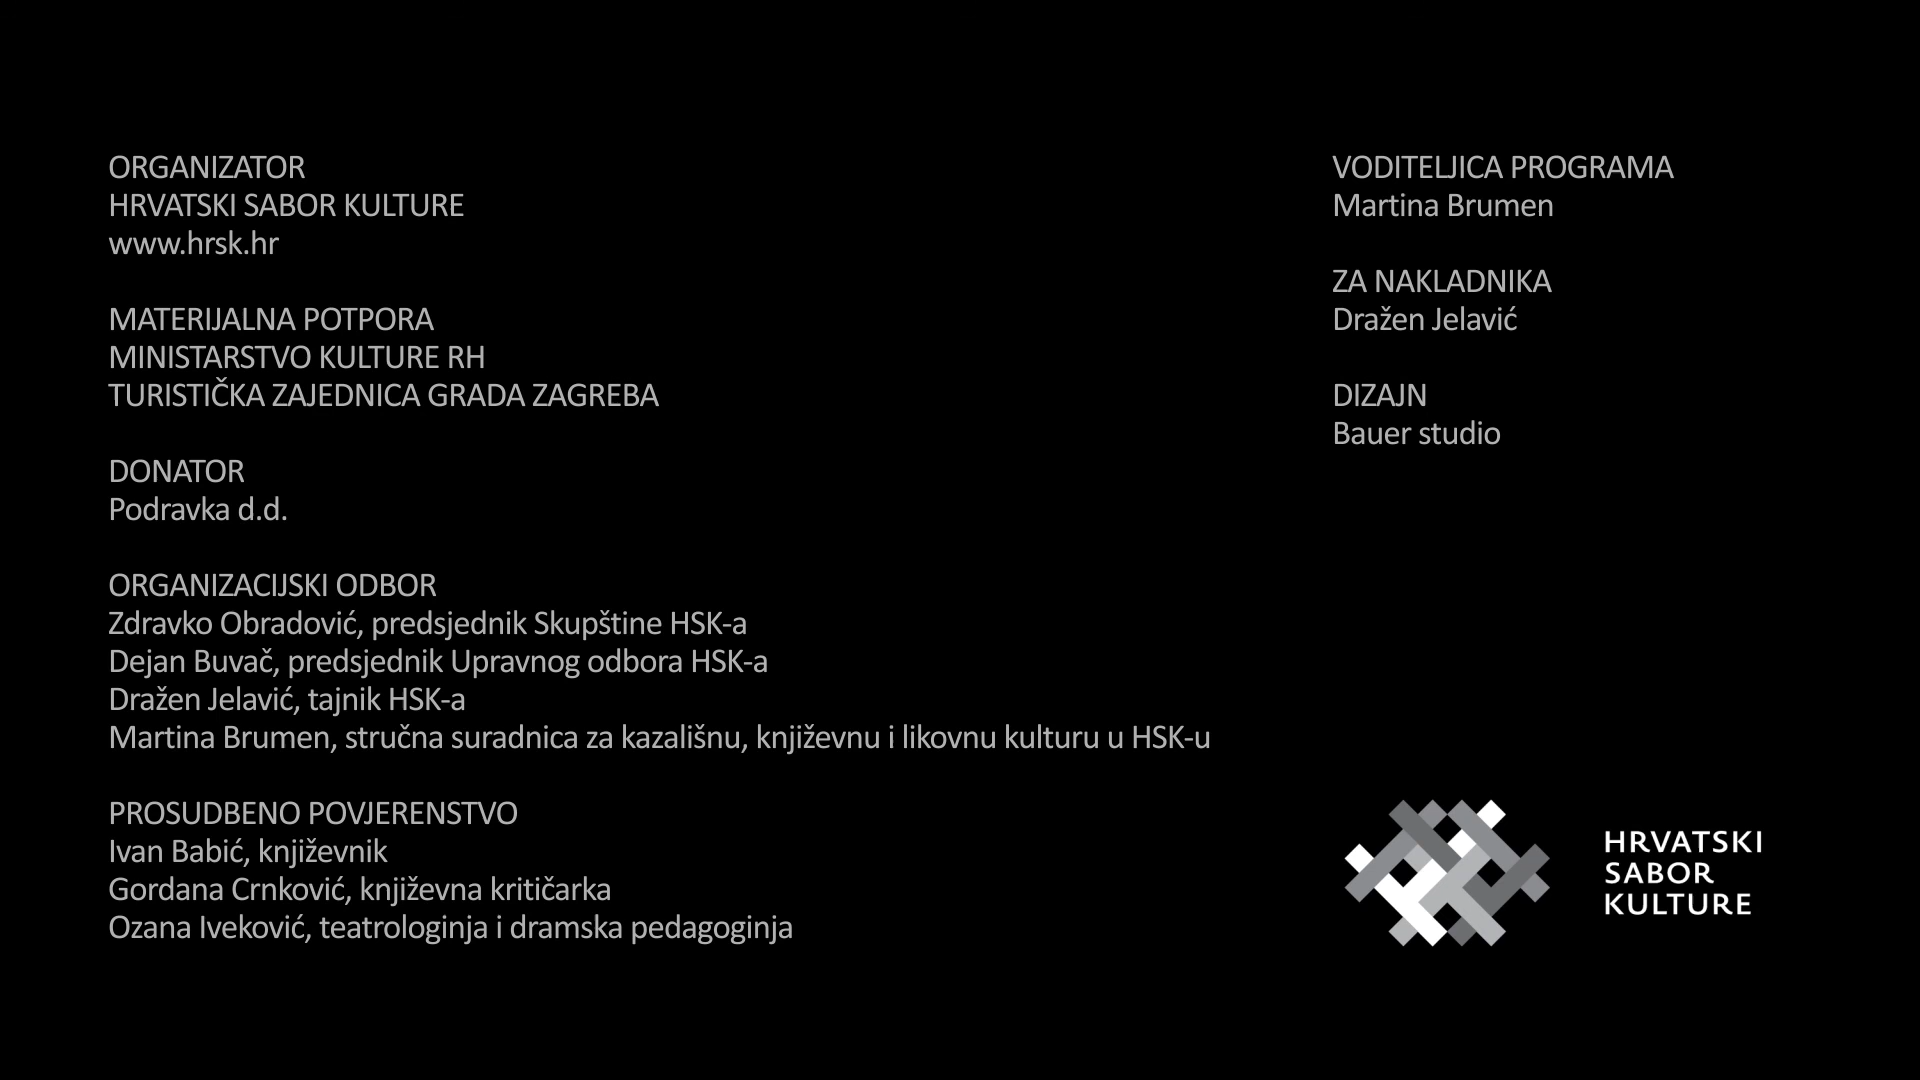 ORGANIZATOR
HRVATSKI SABOR KULTURE
www.hrsk.hr
MATERIJALNA POTPORA
MINISTARSTVO KULTURE RH
TURISTIČKA ZAJEDNICA GRADA ZAGREBA
DONATOR
Podravka d.d.
ORGANIZACIJSKI ODBOR
Zdravko Obradović, predsjednik Skupštine HSK-a
Dejan Buvač, predsjednik Upravnog odbora HSK-a
Dražen Jelavić, tajnik HSK-a
Martina Brumen, stručna suradnica za kazališnu, književnu i likovnu kulturu u HSK-u
PROSUDBENO POVJERENSTVO
Ivan Babić, književnik
Gordana Crnković, književna kritičarka
Ozana Iveković, teatrologinja i dramska pedagoginja
VODITELJICA PROGRAMA
Martina Brumen
ZA NAKLADNIKA
Dražen Jelavić
DIZAJN
Bauer studio
HRVATSKI
SABOR
KULTURE